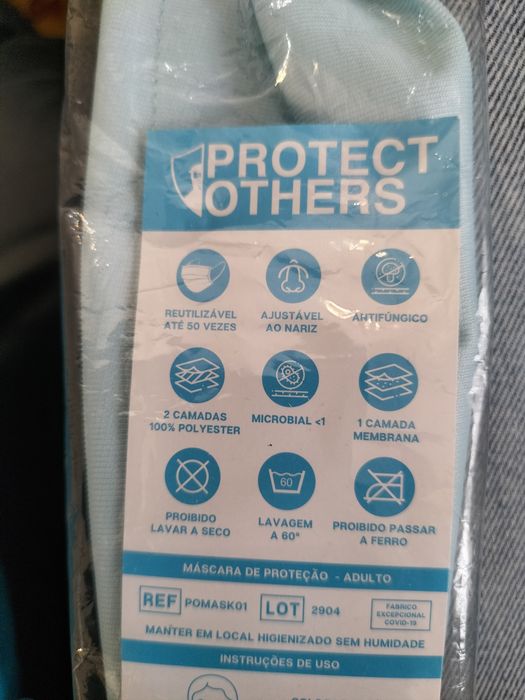 PROTECT
OTHERS
REUTILIZÁVEL
ATÉ 50 VEZES
AJUSTÁVEL
AO NARIZ
ANTIFÚNGICO
2 CAMADAS
100% POLYESTER
MICROBIAL <1
1 CAMADA
MEMBRANA
60
PROIBIDO
LAVAR A SECO
LAVAGEM
A 60°
PROIBIDO PASSAR
A FERRO
MÁSCARA DE PROTEÇÃO - ADULTO
REF POMASK01 LOT 2904
FABRICO
EXCEPCIONAL
COVID-19
MANTER EM LOCAL HIGIENIZADO SEM HUMIDADE
INSTRUÇÕES DE USO